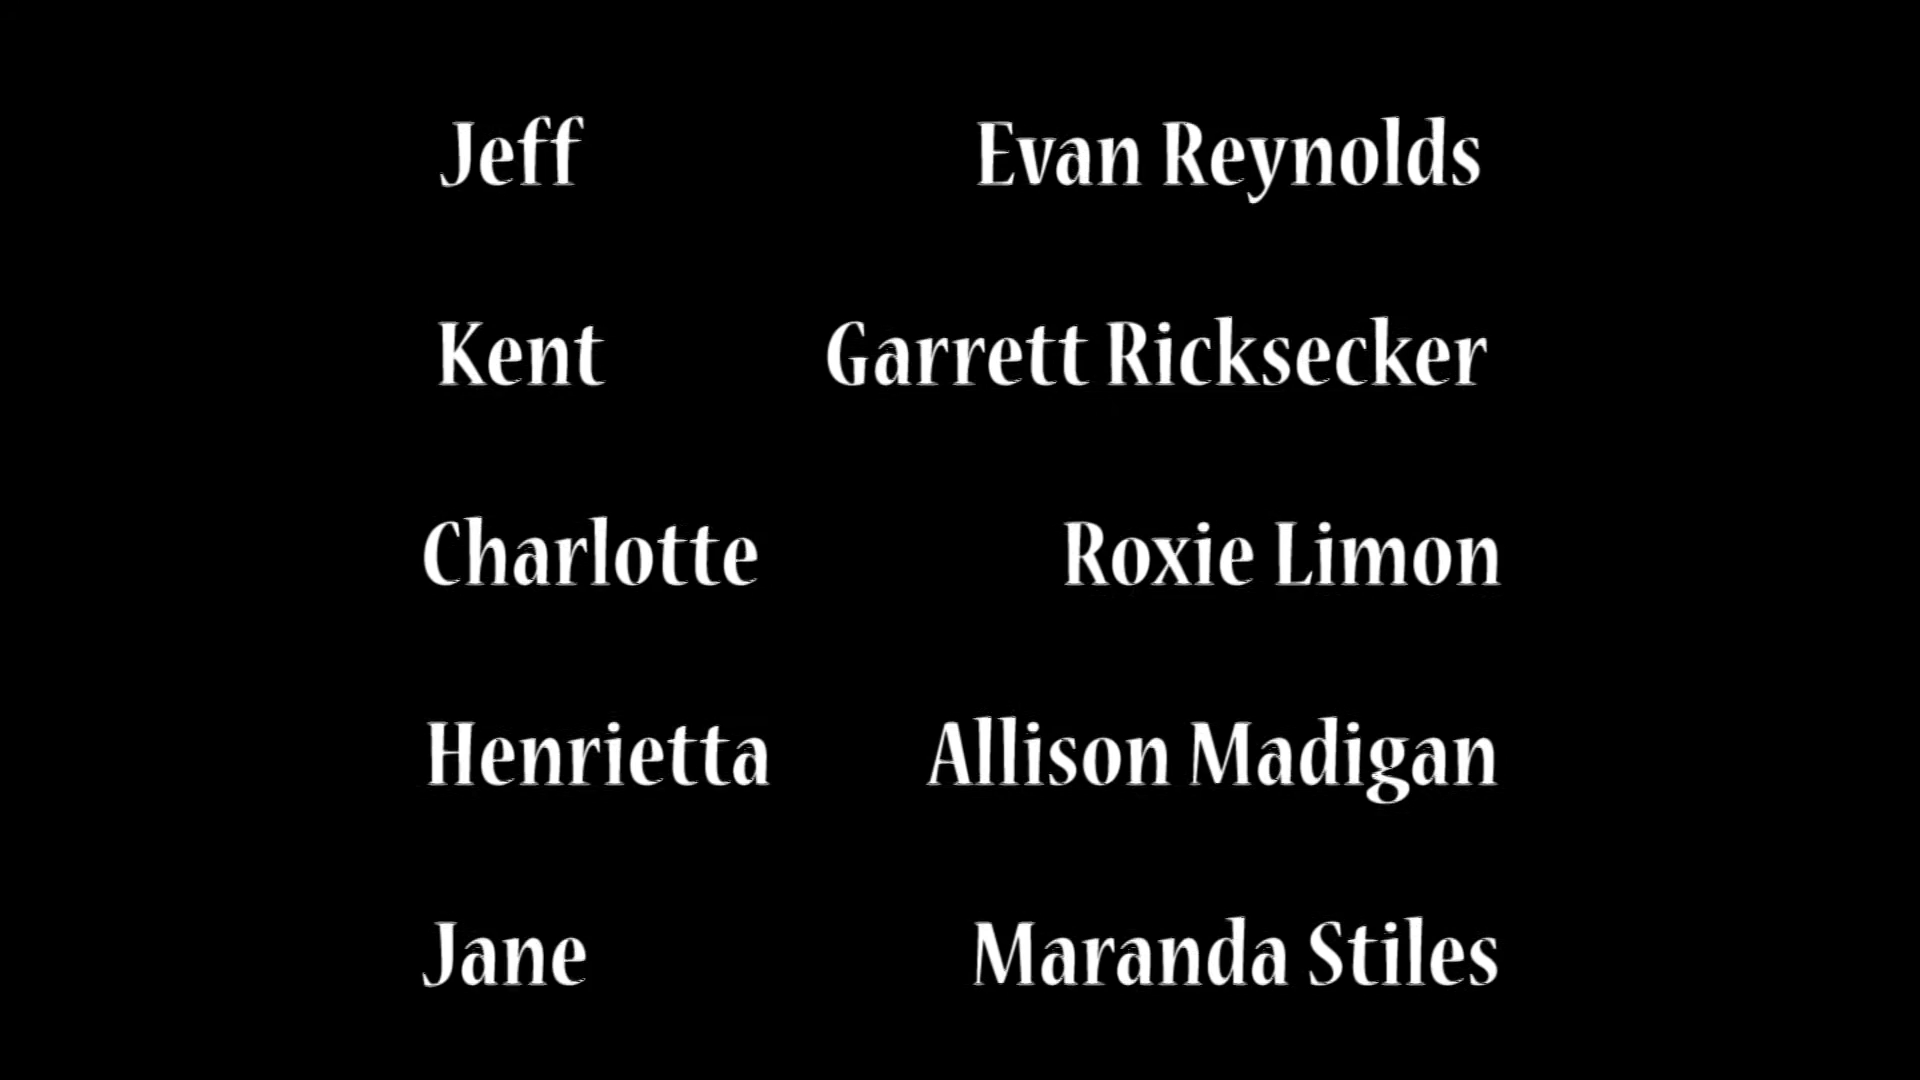 Jeff Evan Reynolds
Kent Garrett Ricksecker
Charlotte Roxie Limon
Henrietta Allison Madigan
Jane Maranda Stiles